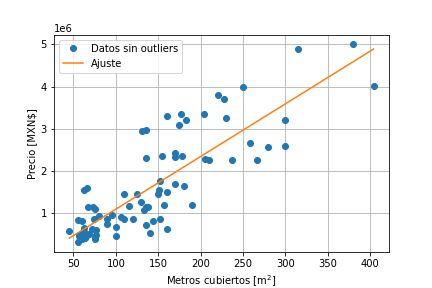 1e6
Datos sin outliers
Ajuste
5
4
3
2
1
Precio [MXN$]
50 100 150 200 250 300 350 400
Metros cubiertos [m²]